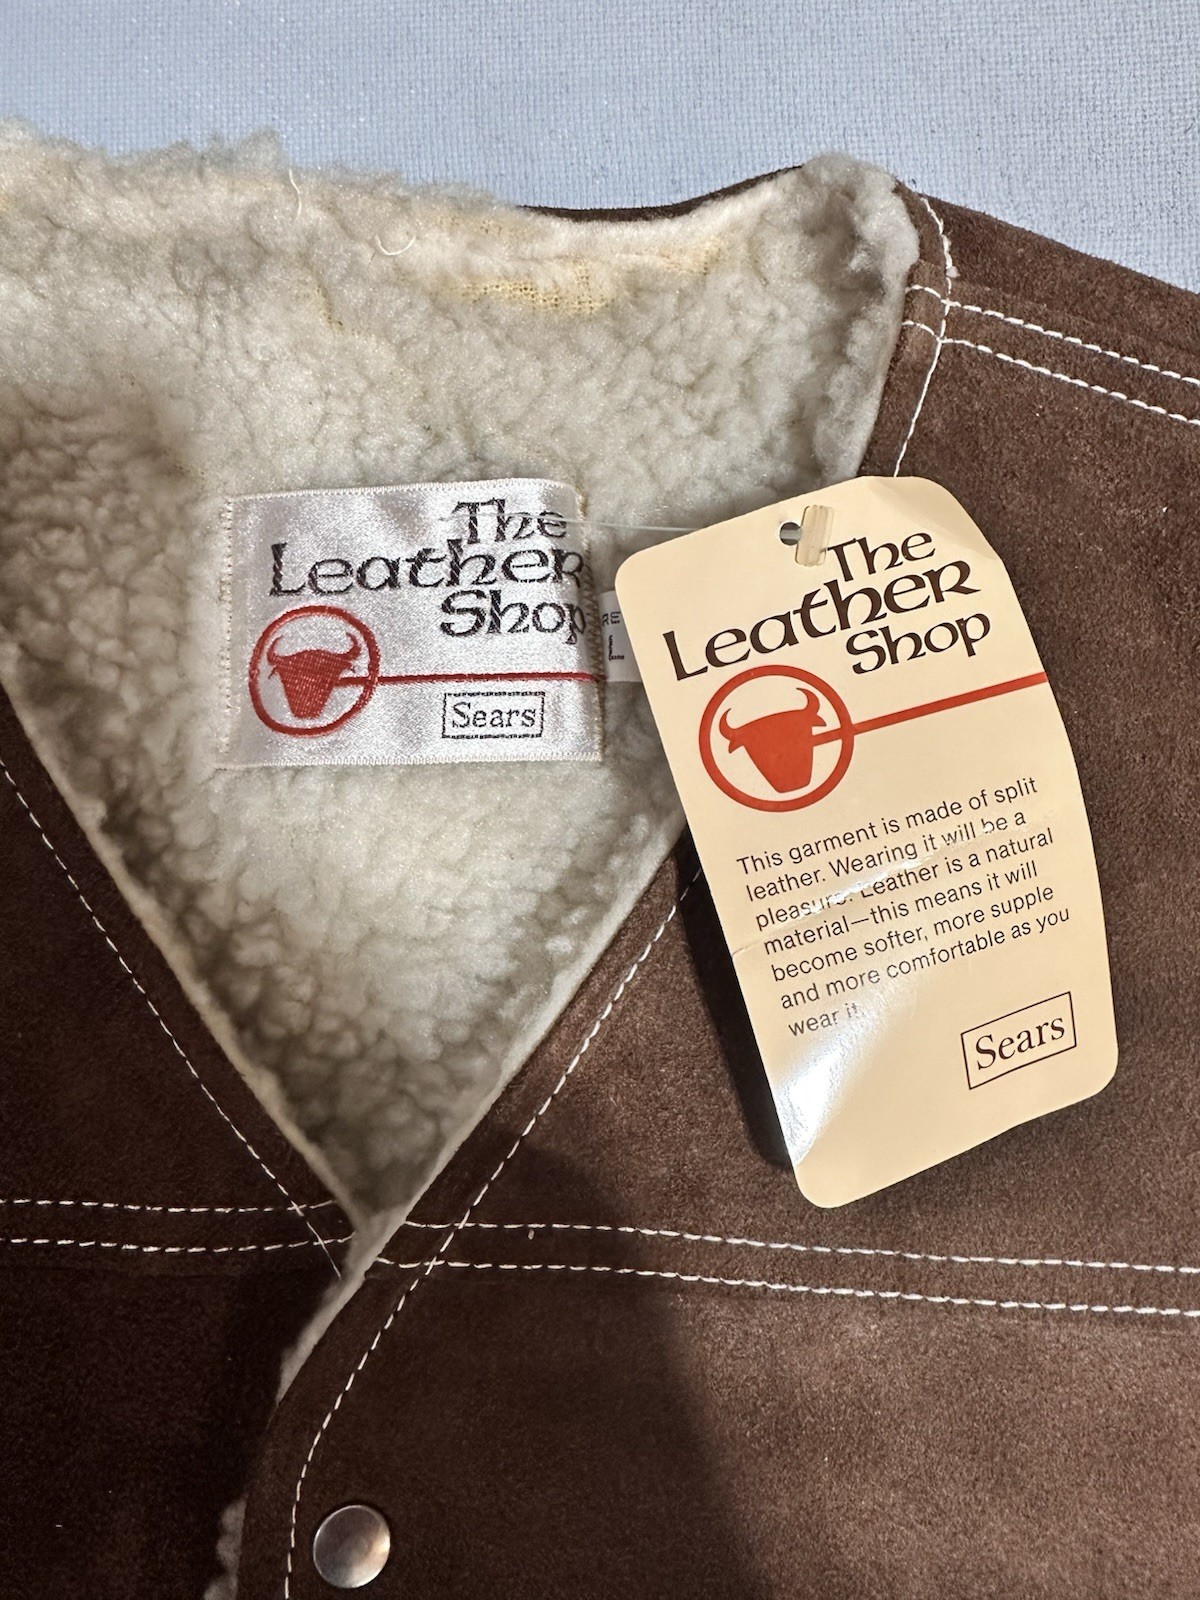 The
Leather
Shop
Sears
RE
L
The
Leather
Shop
This garment is made of split
leather. Wearing it will be a
pleasure. Leather is a natural
material—this means it will
become softer, more supple
and more comfortable as you
wear it.
Sears